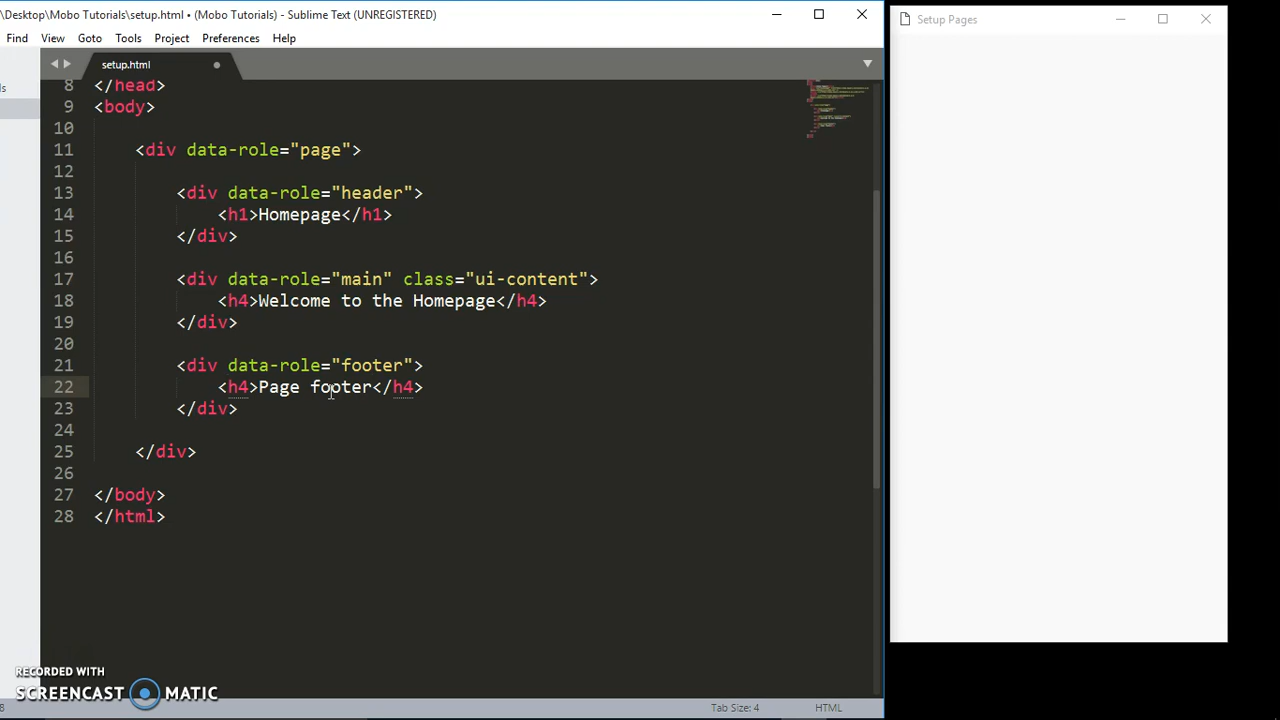 \Desktop\Mobo Tutorials\setup.html • (Mobo Tutorials) - Sublime Text (UNREGISTERED)
Setup Pages
Find View Goto Tools Project Preferences Help
setup.html
8 </head>
9 <body>
10
11 <div data-role="page">
12
13 <div data-role="header">
14 <h1>Homepage</h1>
15 </div>
16
17 <div data-role="main" class="ui-content">
18 <h4>Welcome to the Homepage</h4>
19 </div>
20
21 <div data-role="footer">
22 <h4>Page footer</h4>
23 </div>
24
25 </div>
26
27 </body>
28 </html>
RECORDED WITH
SCREENCAST MATIC
8 Tab Size: 4 HTML